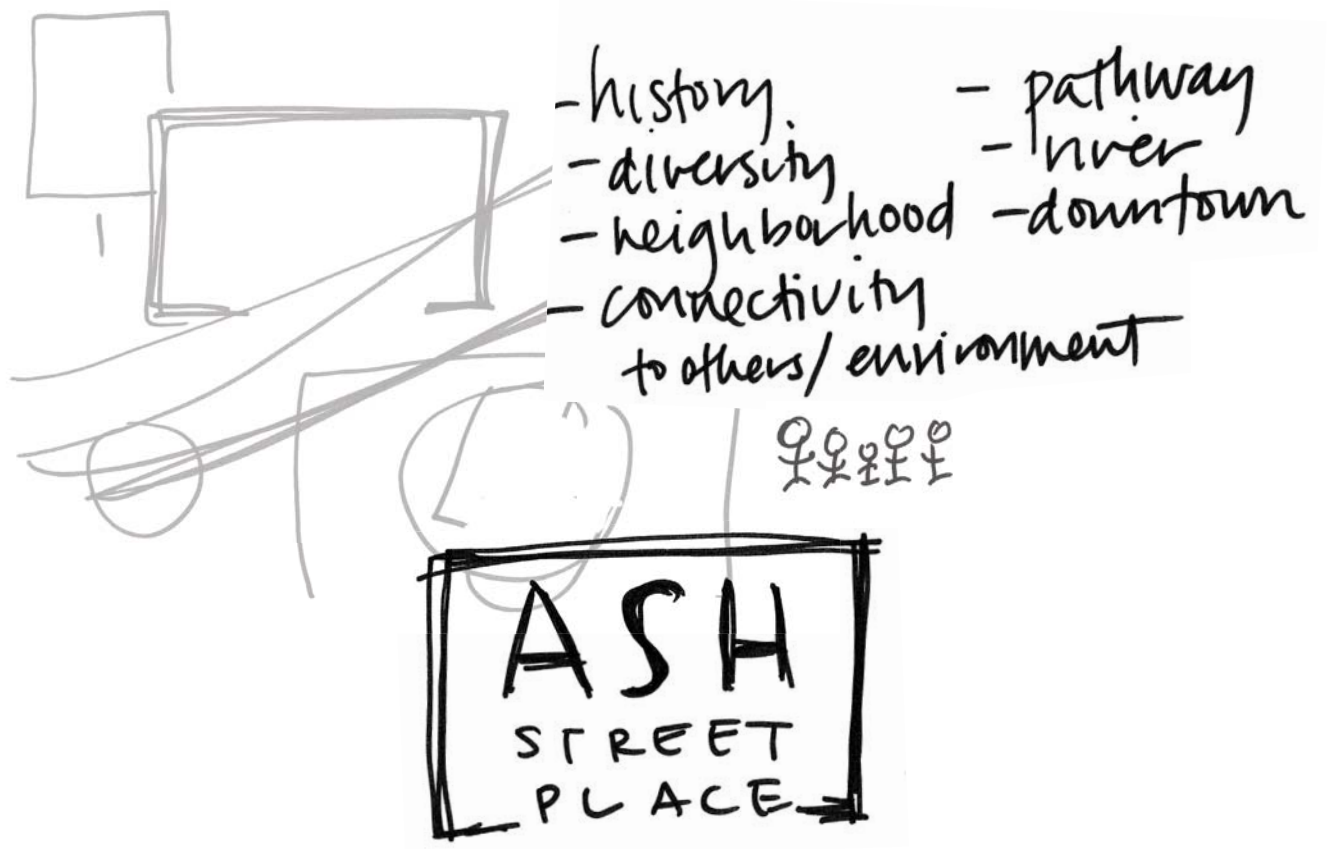 - history
- diversity
- neighborhood
- connectivity
to others/environment
- pathway
- river
- downtown
ASH
STREET
PLACE